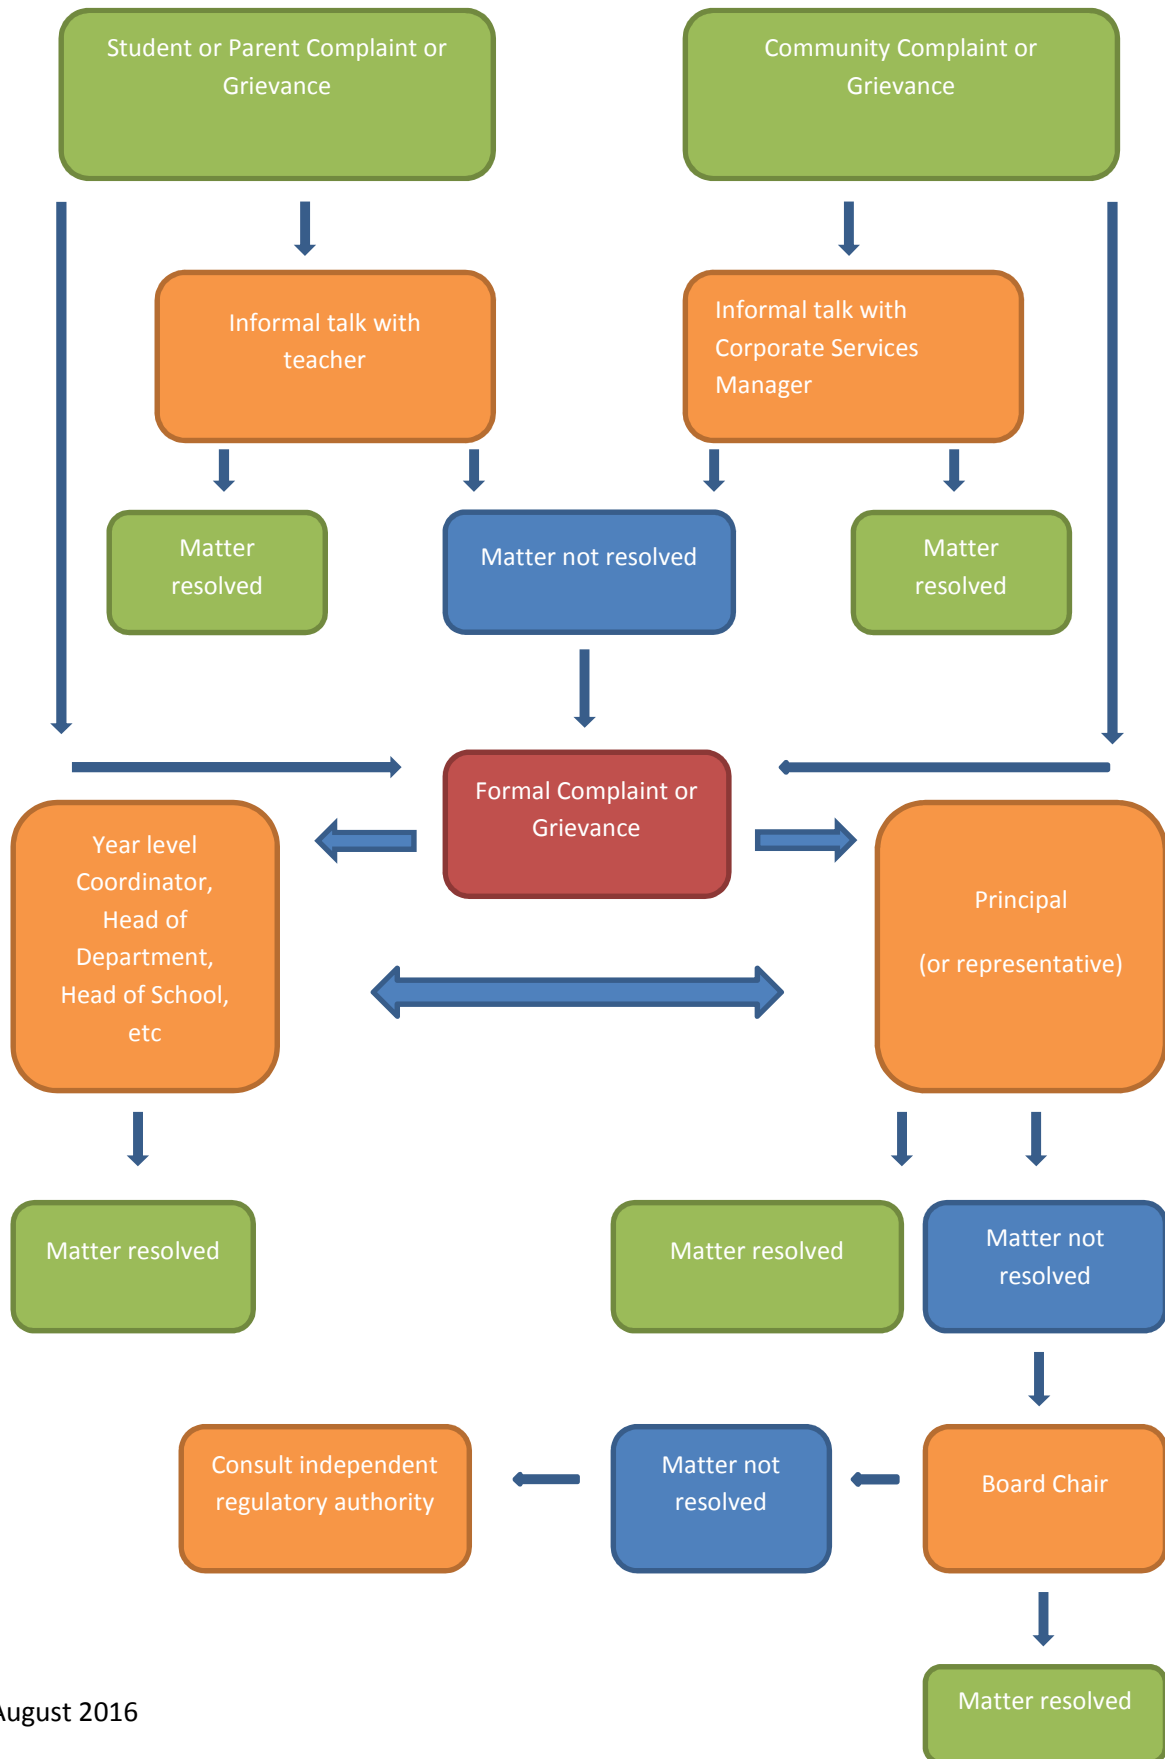 Student or Parent Complaint or
Grievance
Community Complaint or
Grievance
Informal talk with
teacher
Informal talk with
Corporate Services
Manager
Matter
resolved
Matter not resolved
Matter
resolved
Formal Complaint or
Grievance
Year level
Coordinator,
Head of
Department,
Head of School,
etc
Principal
(or representative)
Matter resolved
Matter resolved
Matter not
resolved
Consult independent
regulatory authority
Matter not
resolved
Board Chair
Matter resolved
August 2016